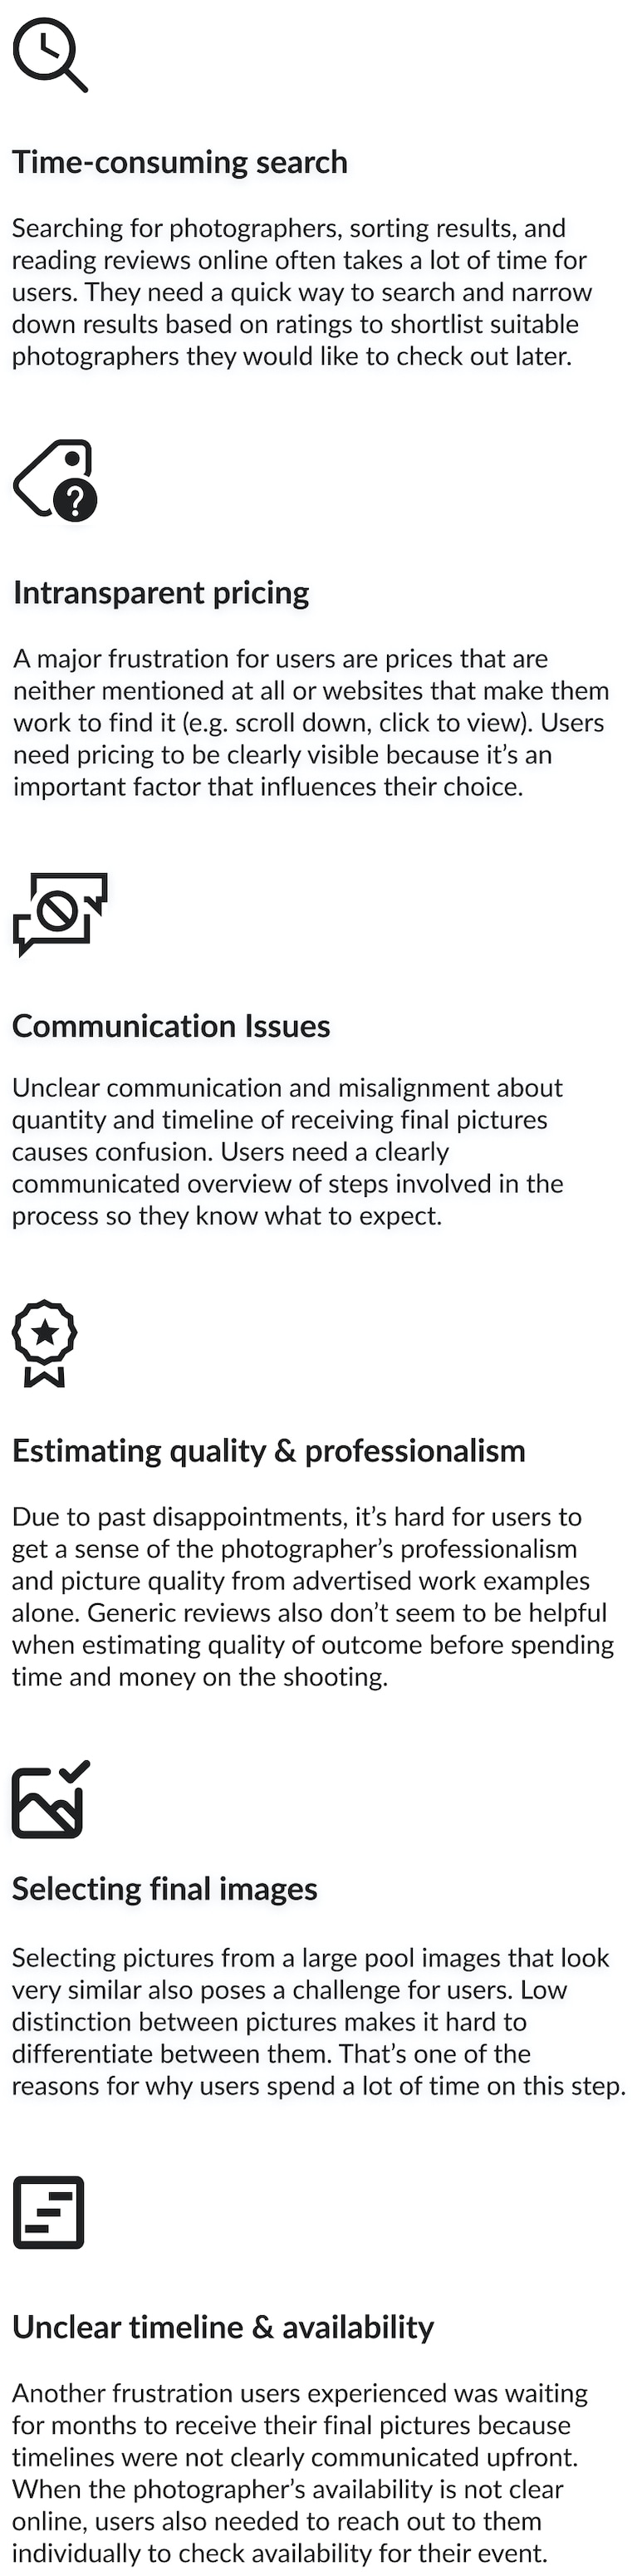 Time-consuming search
Searching for photographers, sorting results, and
reading reviews online often takes a lot of time for
users. They need a quick way to search and narrow
down results based on ratings to shortlist suitable
photographers they would like to check out later.
?
Intransparent pricing
A major frustration for users are prices that are
neither mentioned at all or websites that make them
work to find it (e.g. scroll down, click to view). Users
need pricing to be clearly visible because it’s an
important factor that influences their choice.
Communication Issues
Unclear communication and misalignment about
quantity and timeline of receiving final pictures
causes confusion. Users need a clearly
communicated overview of steps involved in the
process so they know what to expect.
Estimating quality & professionalism
Due to past disappointments, it’s hard for users to
get a sense of the photographer’s professionalism
and picture quality from advertised work examples
alone. Generic reviews also don’t seem to be helpful
when estimating quality of outcome before spending
time and money on the shooting.
Selecting final images
Selecting pictures from a large pool images that look
very similar also poses a challenge for users. Low
distinction between pictures makes it hard to
differentiate between them. That’s one of the
reasons for why users spend a lot of time on this step.
Unclear timeline & availability
Another frustration users experienced was waiting
for months to receive their final pictures because
timelines were not clearly communicated upfront.
When the photographer’s availability is not clear
online, users also needed to reach out to them
individually to check availability for their event.